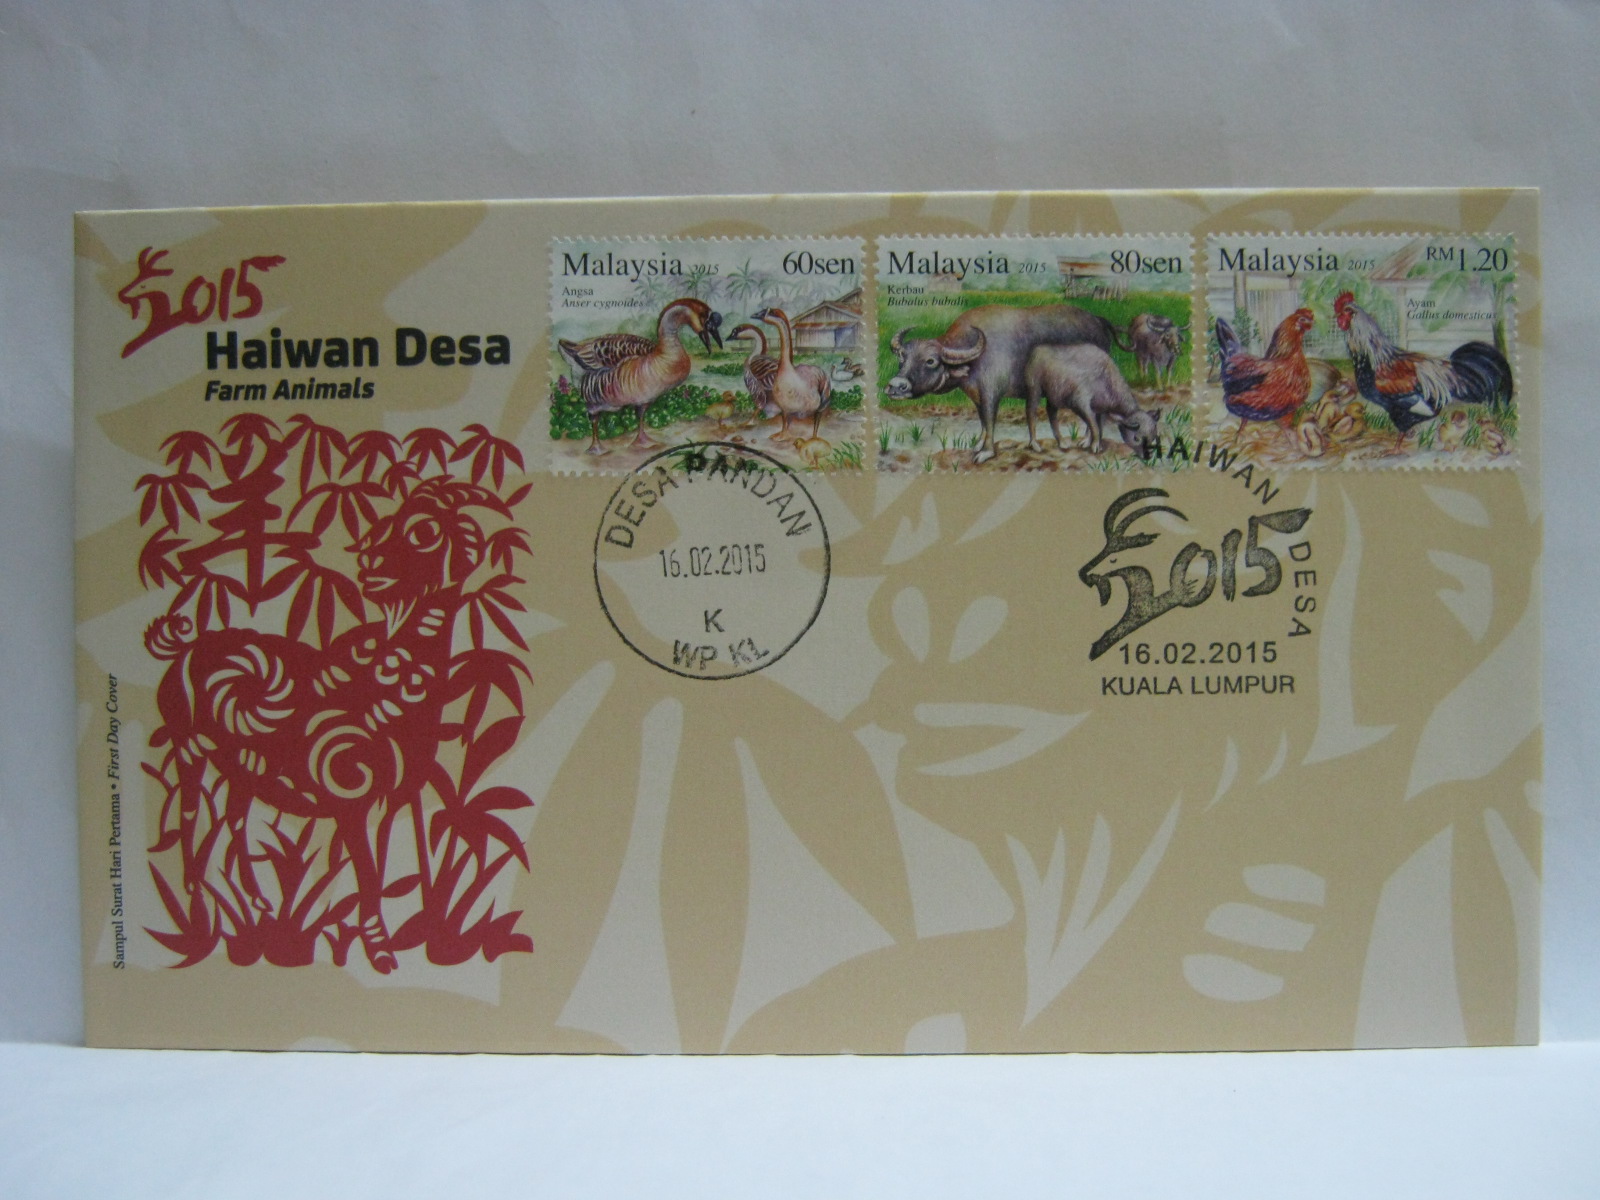 2015
Haiwan Desa
Farm Animals
羊
Sampul Surat Hari Pertama • First Day Cover
Malaysia 2015 60sen
Angsa
Anser cygnoides
Malaysia 2015 80sen
Kerbau
Bubalus bubalis
Malaysia 2015 RM1.20
Ayam
Gallus domesticus
DESA PANDAN
16.02.2015
K
WP KL
HAIWAN DESA
2015
16.02.2015
KUALA LUMPUR